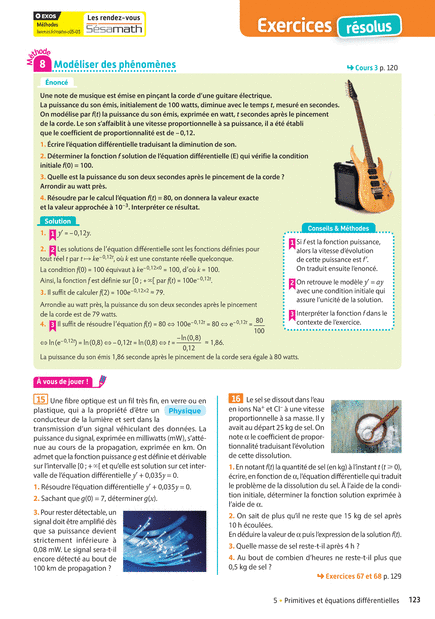 EXOS
Méthodes
Les rendez-vous
Sésamath
Exercices résolus
Méthode
8 Modéliser des phénomènes
Cours 3 p. 120
Énoncé
Une note de musique est émise en pinçant la corde d'une guitare électrique.
La puissance du son émis, initialement de 100 watts, diminue avec le temps t, mesuré en secondes.
On modélise par f(t) la puissance du son émis, exprimée en watt, t secondes après le pincement
de la corde. Le son s'affaiblit à une vitesse proportionnelle à sa puissance, il a été établi
que le coefficient de proportionnalité est de – 0,12.
1. Écrire l'équation différentielle traduisant la diminution de son.
2. Déterminer la fonction f solution de l'équation différentielle (E) qui vérifie la condition
initiale f(0) = 100.
3. Quelle est la puissance du son deux secondes après le pincement de la corde ?
Arrondir au watt près.
4. Résoudre par le calcul l'équation f(t) = 80, on donnera la valeur exacte
et la valeur approchée à 10⁻³. Interpréter ce résultat.
Solution
1. 1 y' = – 0,12y.
2. 2 Les solutions de l'équation différentielle sont les fonctions définies pour
tout réel t par t ↦ ke^–0,12t, où k est une constante réelle quelconque.
La condition f(0) = 100 équivaut à ke^–0,12×0 = 100, d'où k = 100.
Ainsi, la fonction f est définie sur [0 ; +∞[ par f(t) = 100e^–0,12t.
3. Il suffit de calculer f(2) = 100e^–0,12×2 ≈ 79.
Arrondie au watt près, la puissance du son deux secondes après le pincement
de la corde est de 79 watts.
4. 3 Il suffit de résoudre l'équation f(t) = 80 ⇔ 100e^–0,12t = 80 ⇔ e^–0,12t = 80/100
⇔ ln(e^–0,12t) = ln(0,8) ⇔ – 0,12t = ln(0,8) ⇔ t = –ln(0,8)/0,12 ≈ 1,86.
La puissance du son émis 1,86 seconde après le pincement de la corde sera égale à 80 watts.
Conseils & Méthodes
1 Si f est la fonction puissance,
alors la vitesse d'évolution
de cette puissance est f'.
On traduit ensuite l'énoncé.
2 On retrouve le modèle y' = ay
avec une condition initiale qui
assure l'unicité de la solution.
3 Interpréter la fonction f dans le
contexte de l'exercice.
À vous de jouer !
15 Une fibre optique est un fil très fin, en verre ou en
plastique, qui a la propriété d'être un Physique
conducteur de la lumière et sert dans la
transmission d'un signal véhiculant des données. La
puissance du signal, exprimée en milliwatts (mW), s'atté-
nue au cours de la propagation, exprimée en km. On
admet que la fonction puissance g est définie et dérivable
sur l'intervalle [0 ; +∞[ et qu'elle est solution sur cet inter-
valle de l'équation différentielle y' + 0,035y = 0.
1. Résoudre l'équation différentielle y' + 0,035y = 0.
2. Sachant que g(0) = 7, déterminer g(x).
3. Pour rester détectable, un
signal doit être amplifié dès
que sa puissance devient
strictement inférieure à
0,08 mW. Le signal sera-t-il
encore détecté au bout de
100 km de propagation ?
16 Le sel se dissout dans l'eau
en ions Na⁺ et Cl⁻ à une vitesse
proportionnelle à sa masse. Il y
avait au départ 25 kg de sel. On
note α le coefficient de propor-
tionnalité traduisant l'évolution
de cette dissolution.
1. En notant f(t) la quantité de sel (en kg) à l'instant t (t ⩾ 0),
écrire, en fonction de α, l'équation différentielle qui traduit
le problème de la dissolution du sel. À l'aide de la condi-
tion initiale, déterminer la fonction solution exprimée à
l'aide de α.
2. On sait de plus qu'il ne reste que 15 kg de sel après
10 h écoulées.
En déduire la valeur de α puis l'expression de la solution f(t).
3. Quelle masse de sel reste-t-il après 4 h ?
4. Au bout de combien d'heures ne reste-t-il plus que
0,5 kg de sel ?
Exercices 67 et 68 p. 129
5 • Primitives et équations différentielles 123